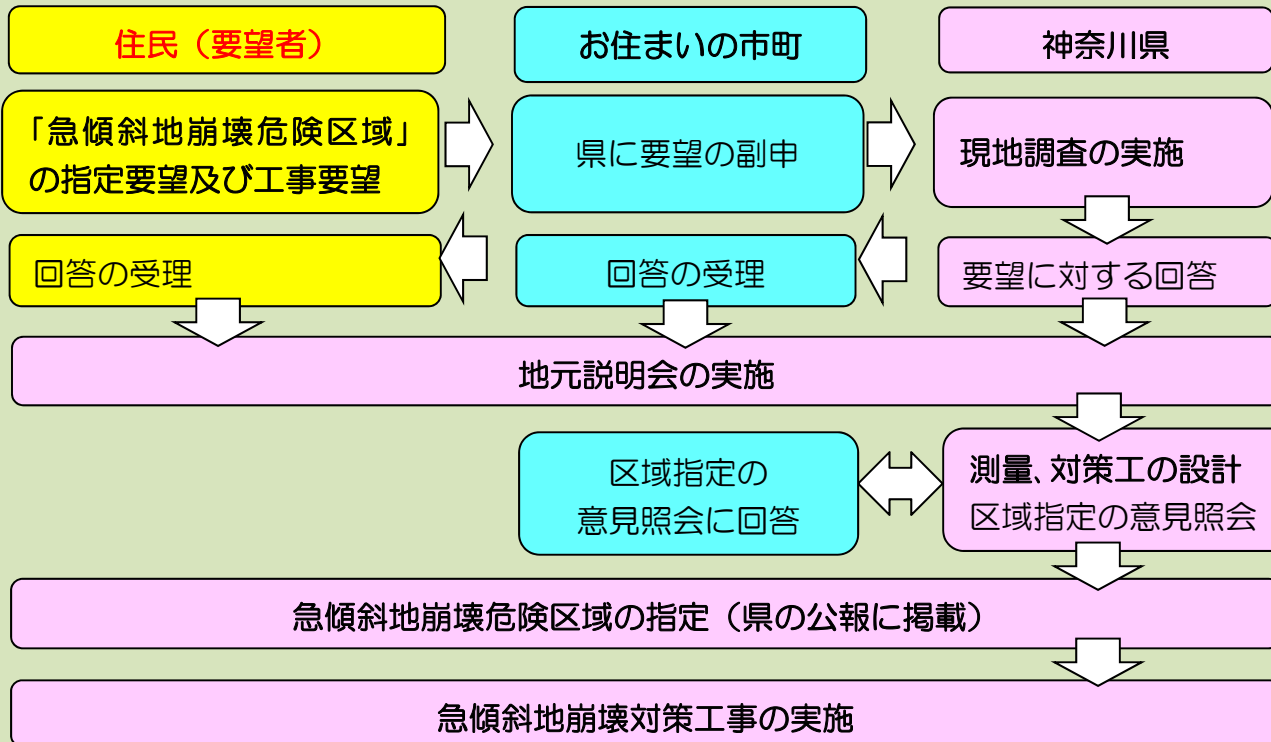 住民（要望者）
お住まいの市町
神奈川県
「急傾斜地崩壊危険区域」
の指定要望及び工事要望
県に要望の副申
現地調査の実施
回答の受理
回答の受理
要望に対する回答
地元説明会の実施
区域指定の
意見照会に回答
測量、対策工の設計
区域指定の意見照会
急傾斜地崩壊危険区域の指定（県の公報に掲載）
急傾斜地崩壊対策工事の実施